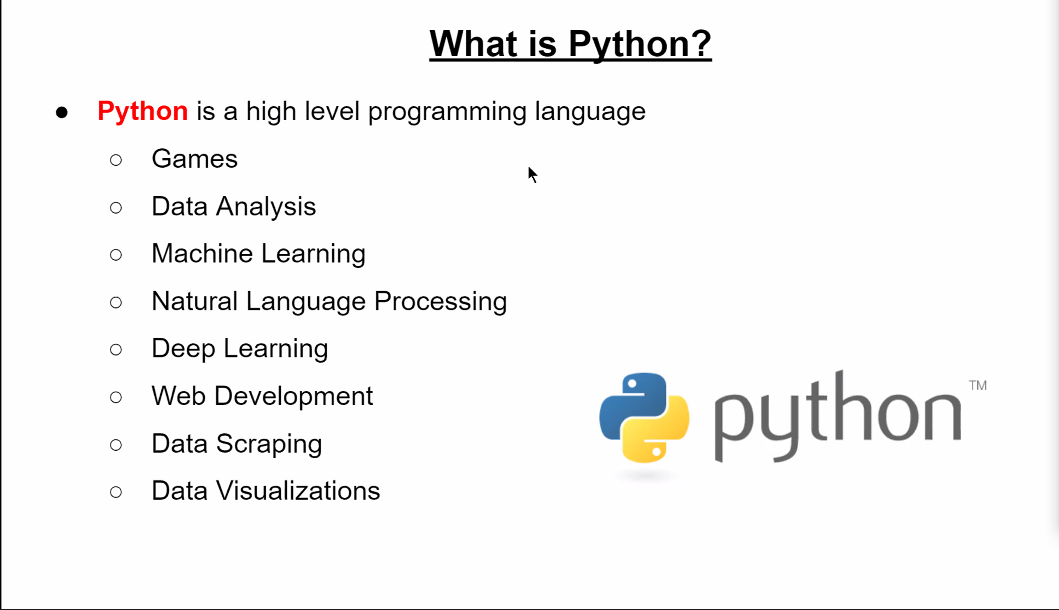 What is Python?
● Python is a high level programming language
○ Games
○ Data Analysis
○ Machine Learning
○ Natural Language Processing
○ Deep Learning
○ Web Development
○ Data Scraping
○ Data Visualizations
python™